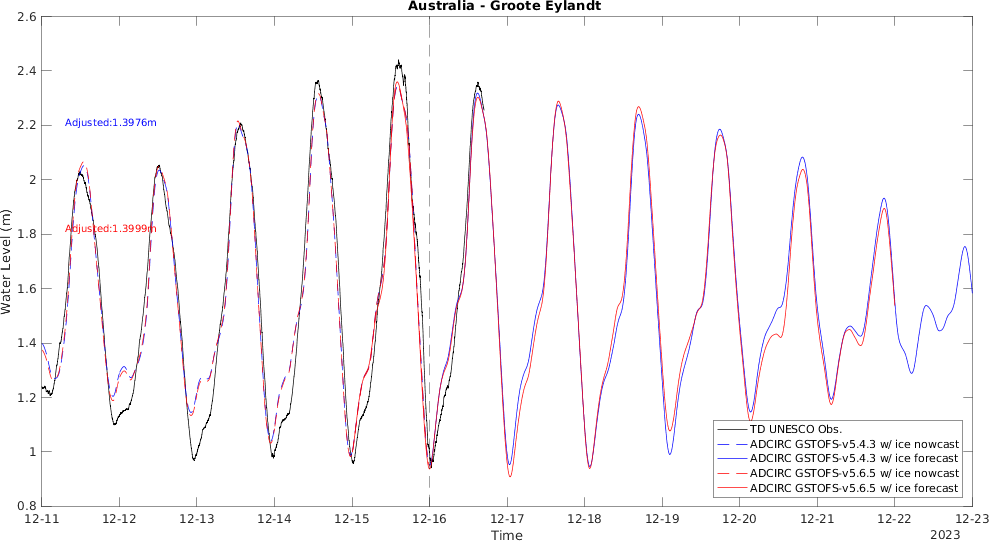 Australia - Groote Eylandt
2.6
2.4
2.2
2
1.8
1.6
1.4
1.2
1
0.8
Water Level (m)
Adjusted:1.3976m
Adjusted:1.3999m
TD UNESCO Obs.
ADCIRC GSTOFS-v5.4.3 w/ ice nowcast
ADCIRC GSTOFS-v5.4.3 w/ ice forecast
ADCIRC GSTOFS-v5.6.5 w/ ice nowcast
ADCIRC GSTOFS-v5.6.5 w/ ice forecast
12-11 12-12 12-13 12-14 12-15 12-16 12-17 12-18 12-19 12-20 12-21 12-22 12-23
Time
2023